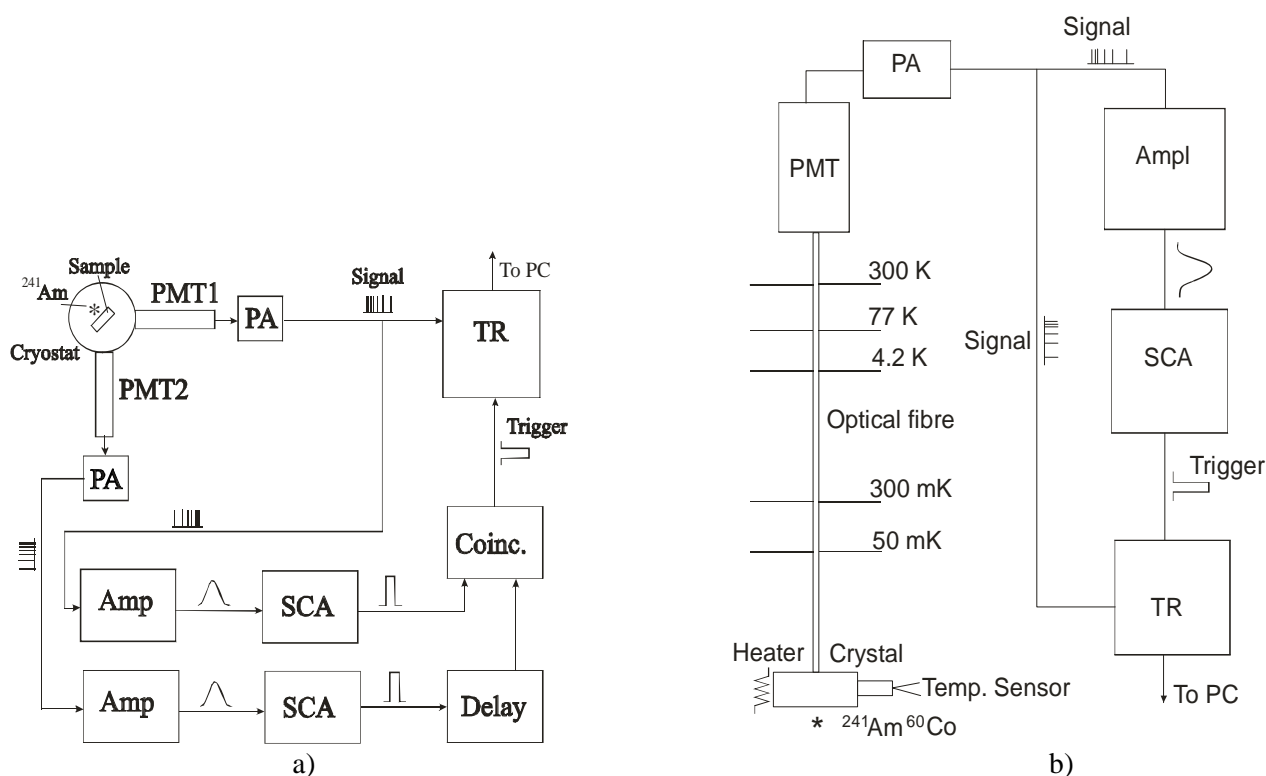 Sample
241Am
PMT1
PA
Signal
To PC
TR
Cryostat
PMT2
PA
Trigger
Coinc.
Amp
SCA
Amp
SCA
Delay
a)
Signal
PA
PMT
Ampl
300 K
77 K
4.2 K
Signal
SCA
Optical fibre
Trigger
300 mK
50 mK
TR
Heater
Crystal
Temp. Sensor
To PC
* 241Am 60Co
b)